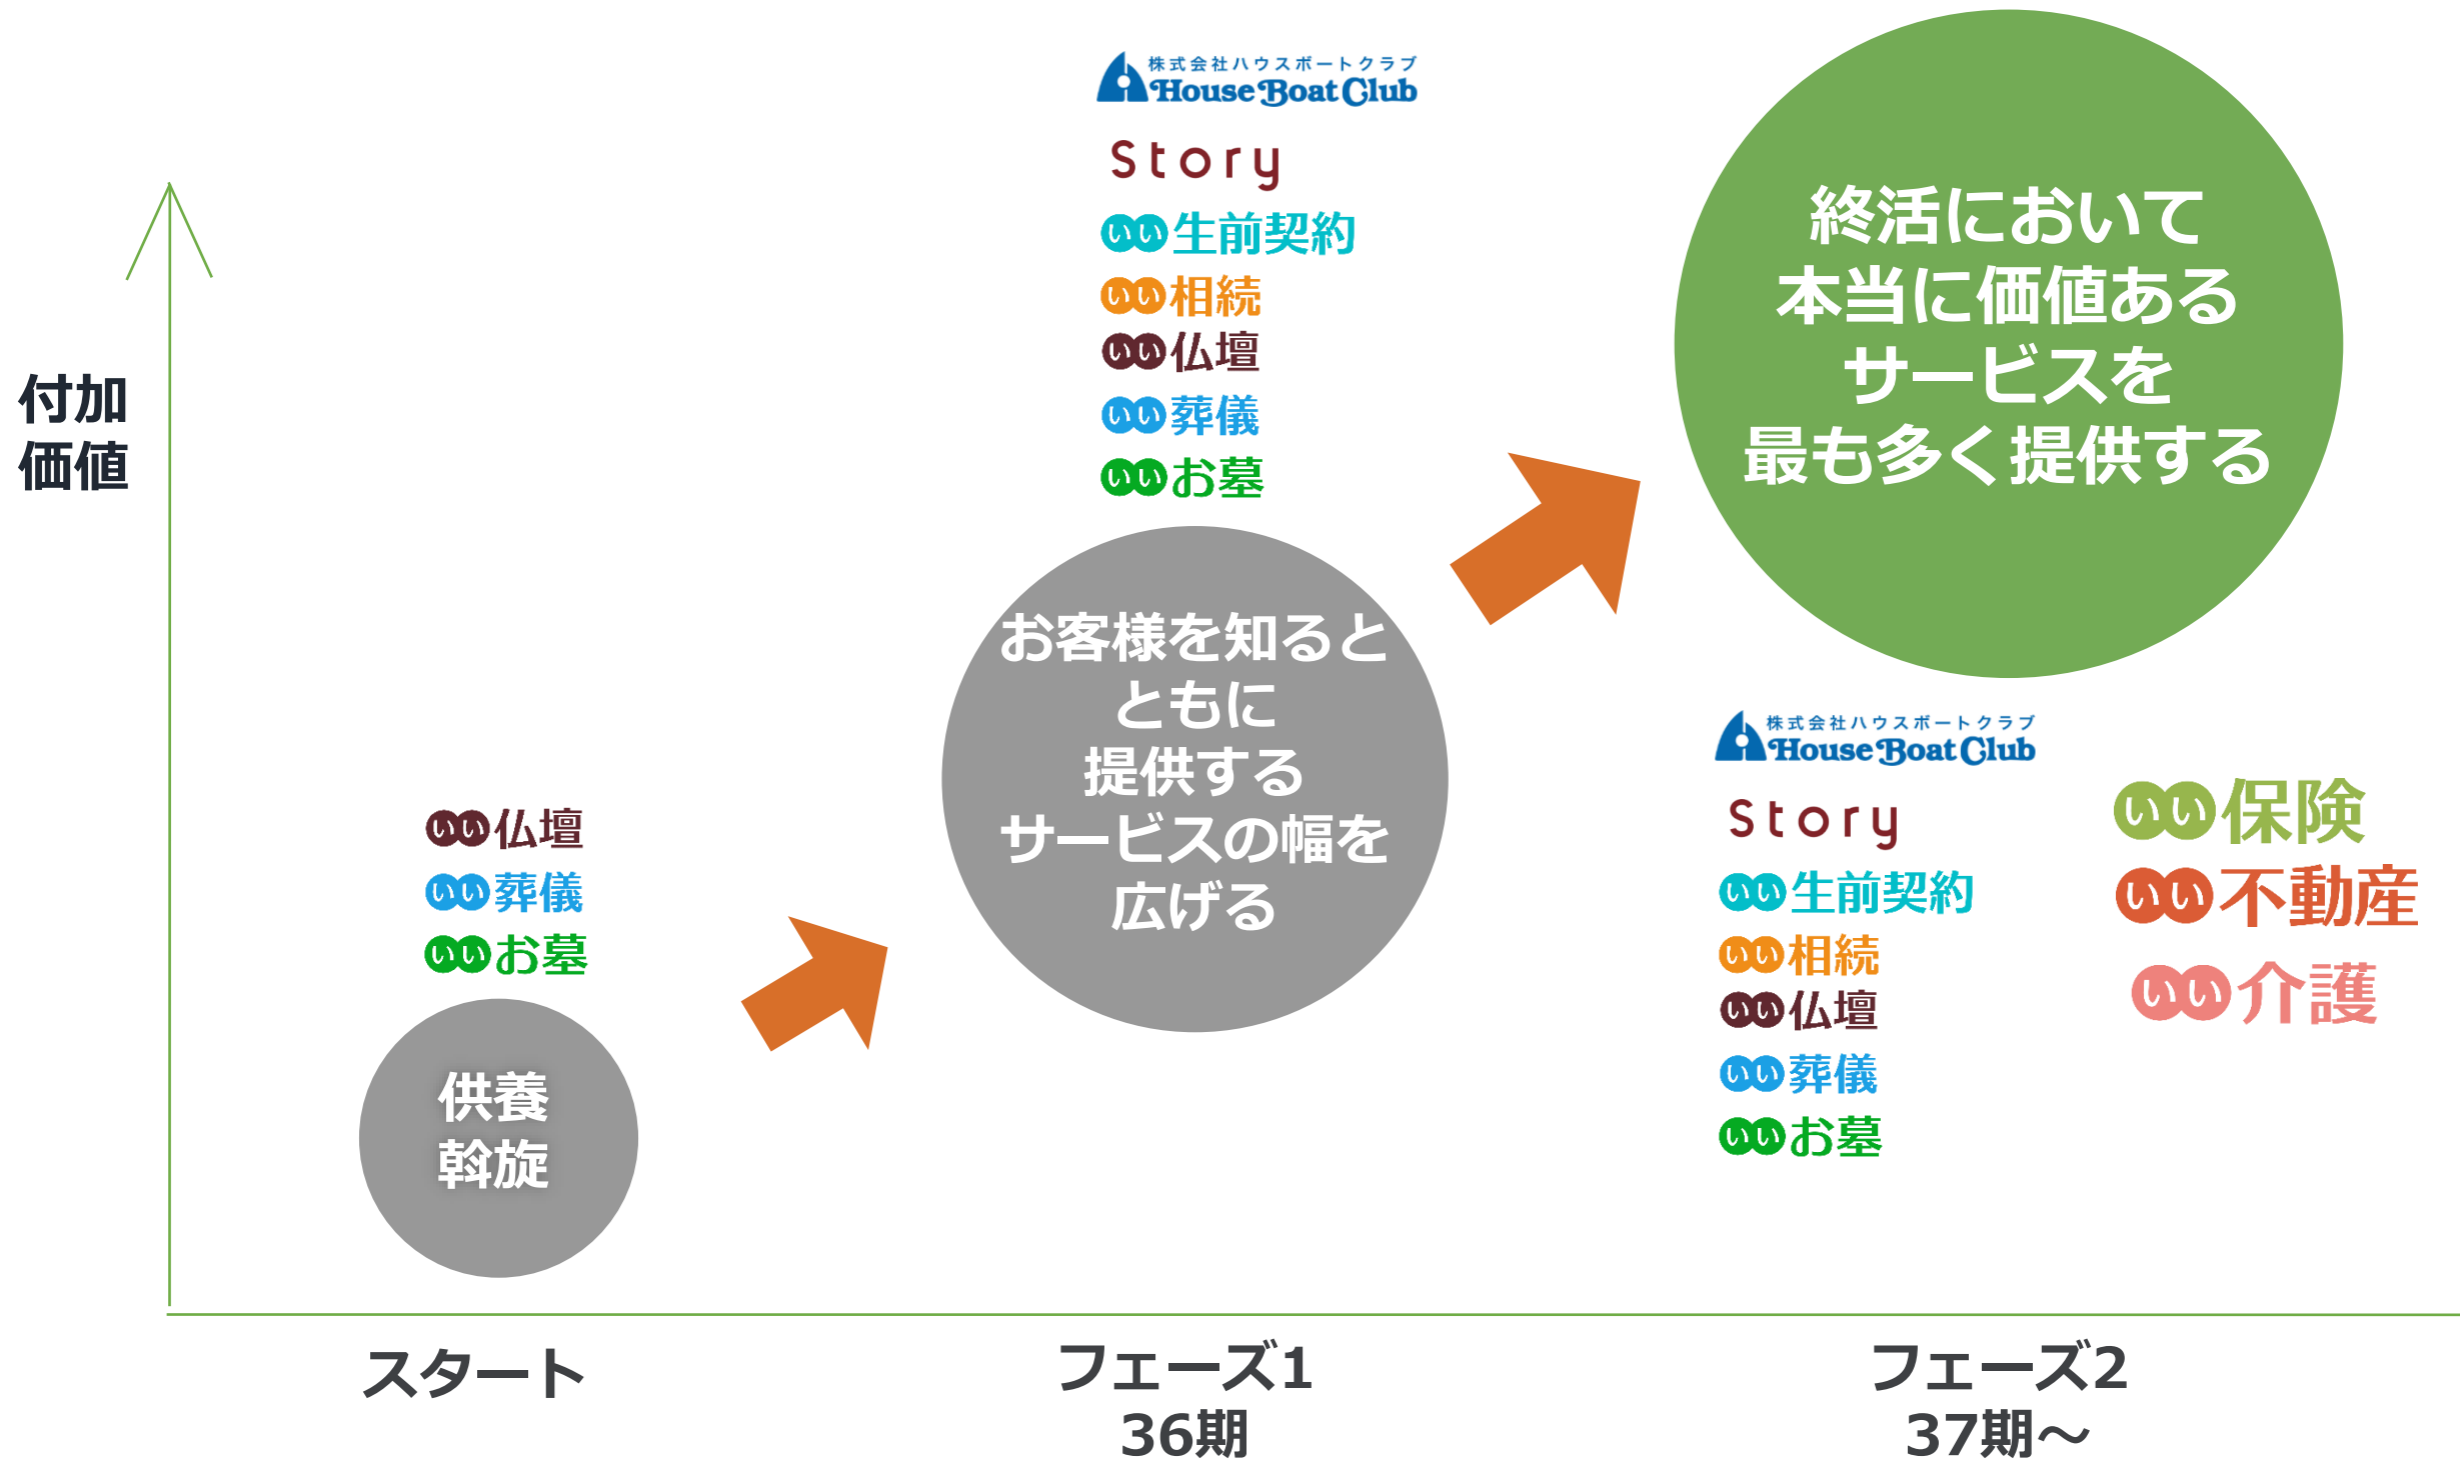 付加
価値
いい仏壇
いい葬儀
いいお墓
供養
斡旋
スタート
株式会社ハウスボートクラブ
House Boat Club
Story
いい生前契約
いい相続
いい仏壇
いい葬儀
いいお墓
お客様を知ると
ともに
提供する
サービスの幅を
広げる
フェーズ1
36期
終活において
本当に価値ある
サービスを
最も多く提供する
株式会社ハウスボートクラブ
House Boat Club
Story
いい生前契約
いい相続
いい仏壇
いい葬儀
いいお墓
いい保険
いい不動産
いい介護
フェーズ2
37期～